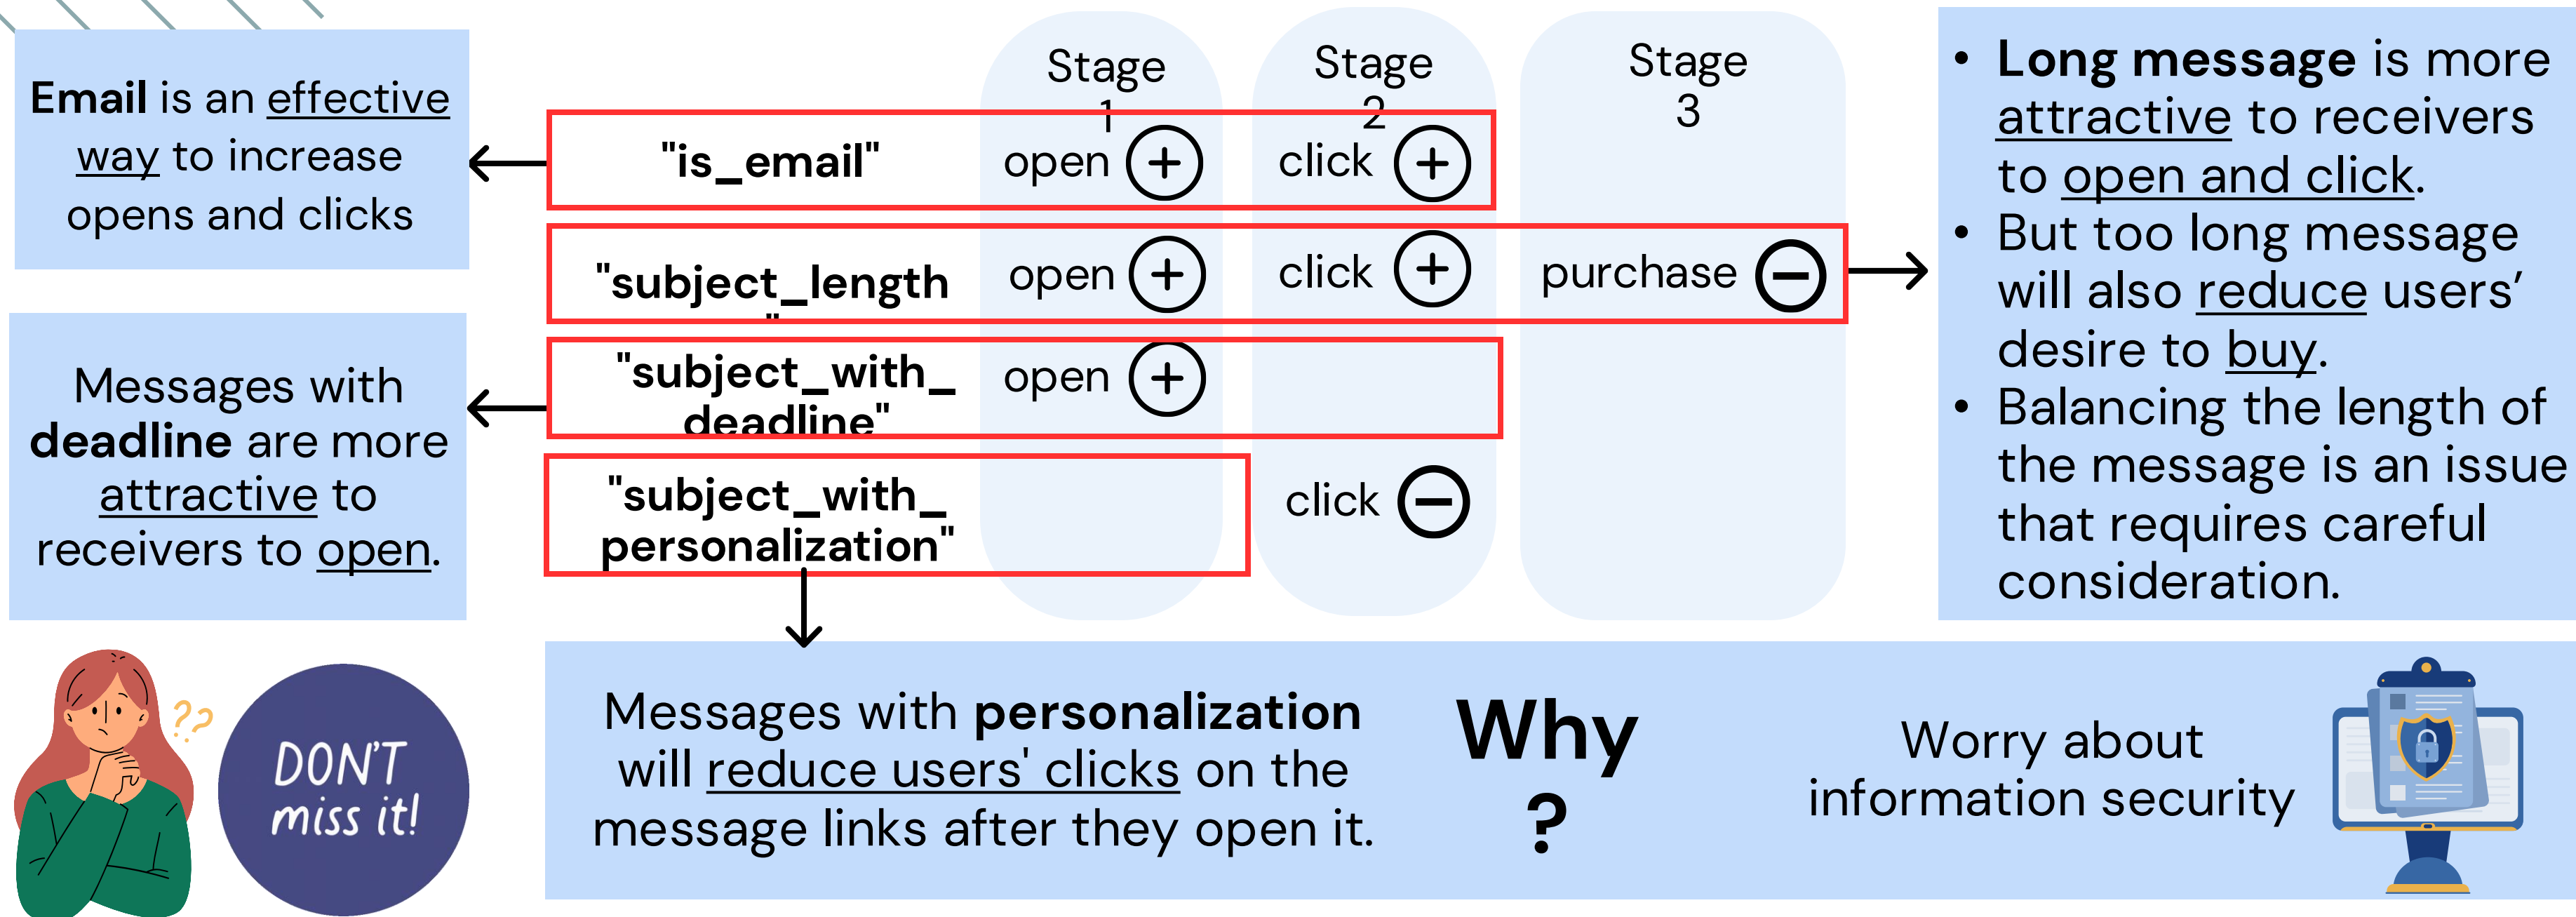 Email is an effective
way to increase
opens and clicks
Messages with
deadline are more
attractive to
receivers to open.
Stage
1
Stage
2
Stage
3
"is_email"
open +
click +
"subject_length
"
open +
click +
purchase −
"subject_with_
deadline"
open +
"subject_with_
personalization"
click −
• Long message is more
attractive to receivers
to open and click.
• But too long message
will also reduce users’
desire to buy.
• Balancing the length of
the message is an issue
that requires careful
consideration.
??
DON'T
miss it!
Messages with personalization
will reduce users' clicks on the
message links after they open it.
Why
?
Worry about
information security